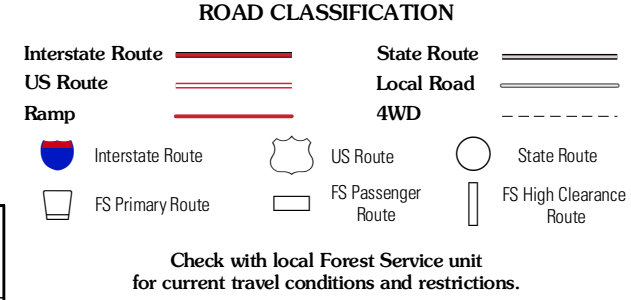 ROAD CLASSIFICATION
Interstate Route
State Route
US Route
Local Road
Ramp
4WD
Interstate Route
US Route
State Route
FS Primary Route
FS Passenger
Route
FS High Clearance
Route
Check with local Forest Service unit
for current travel conditions and restrictions.